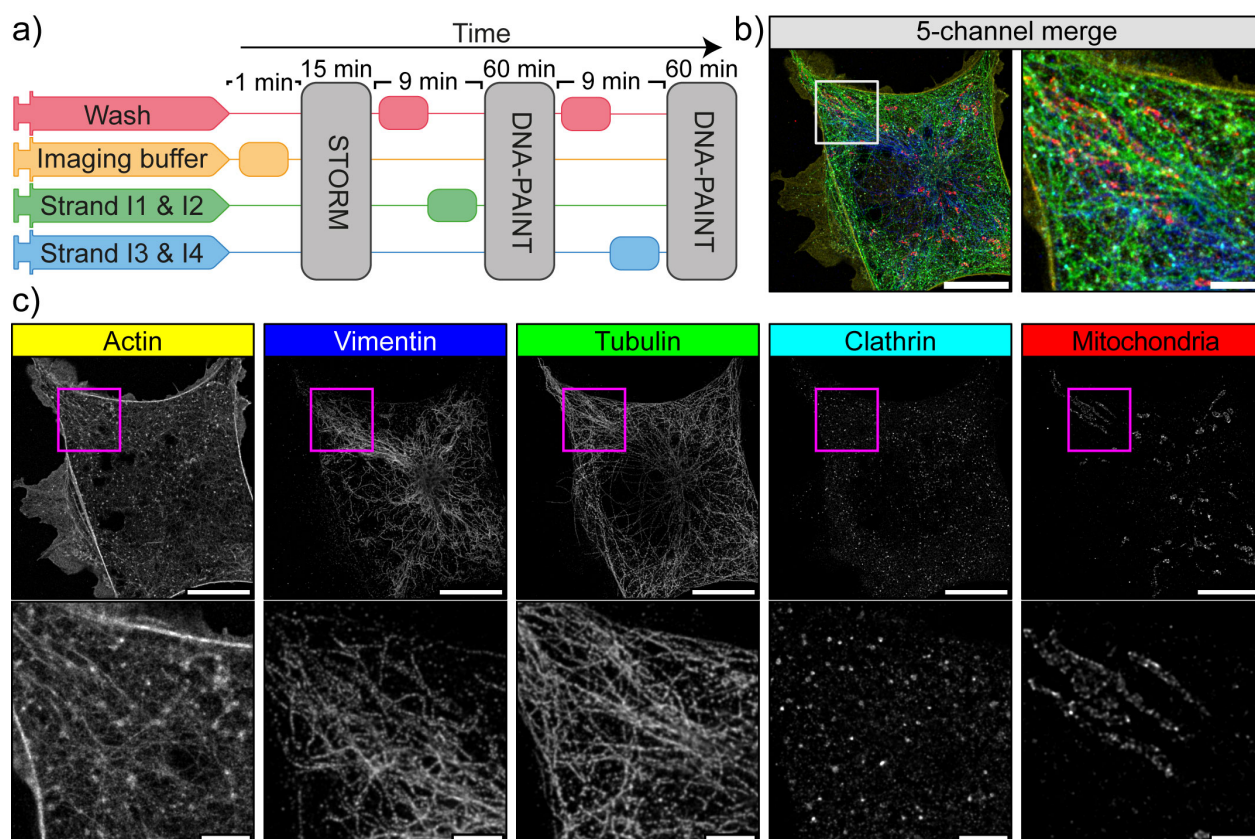 a)
Time
1 min
15 min
9 min
60 min
9 min
60 min
Wash
Imaging buffer
Strand I1 & I2
Strand I3 & I4
STORM
DNA-PAINT
DNA-PAINT
b)
5-channel merge
c)
Actin
Vimentin
Tubulin
Clathrin
Mitochondria